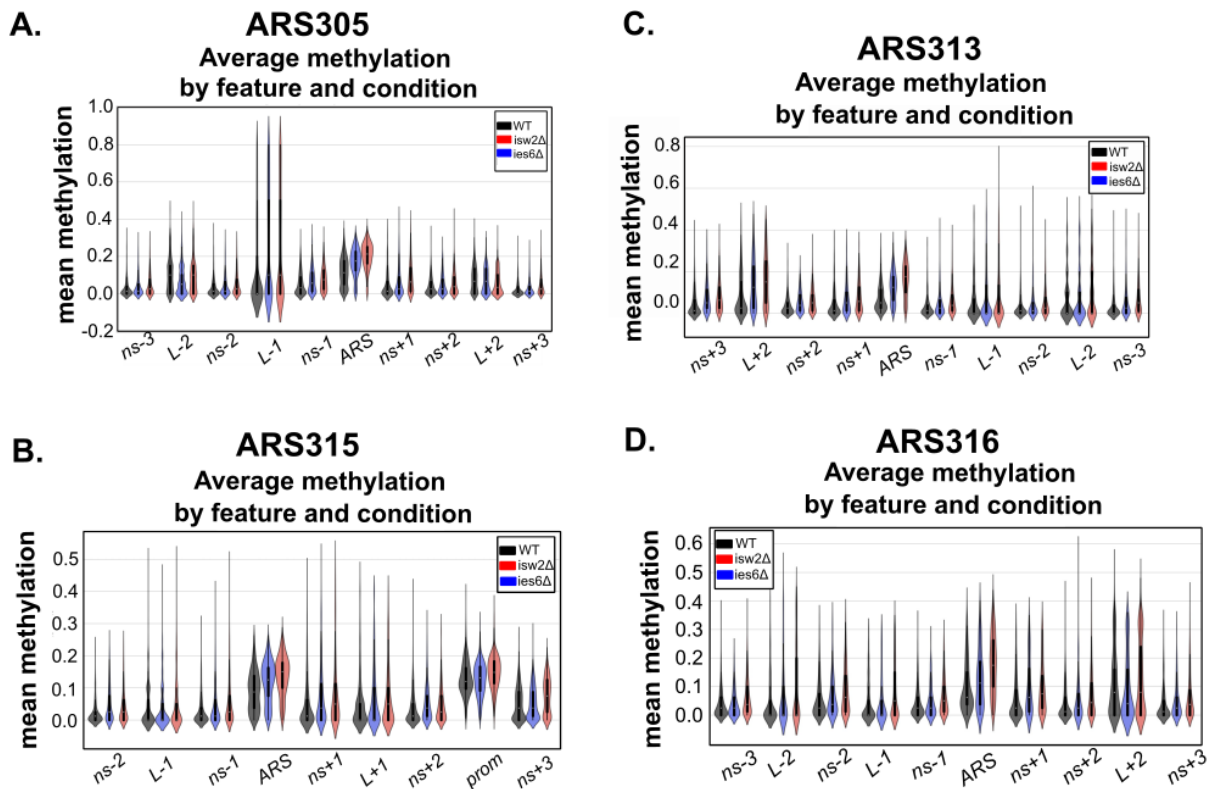 A.
ARS305
Average methylation
by feature and condition
mean methylation
1.0
0.8
0.6
0.4
0.2
0.0
-0.2
WT
isw2Δ
ies6Δ
ns-3 L-2 ns-2 L-1 ns-1 ARS ns+1 ns+2 L+2 ns+3
C.
ARS313
Average methylation
by feature and condition
mean methylation
0.8
0.6
0.4
0.2
0.0
WT
isw2Δ
ies6Δ
ns+3 L+2 ns+2 ns+1 ARS ns-1 L-1 ns-2 L-2 ns-3
B.
ARS315
Average methylation
by feature and condition
mean methylation
0.5
0.4
0.3
0.2
0.1
0.0
WT
isw2Δ
ies6Δ
ns-2 L-1 ns-1 ARS ns+1 L+1 ns+2 prom ns+3
D.
ARS316
Average methylation
by feature and condition
mean methylation
0.6
0.5
0.4
0.3
0.2
0.1
0.0
WT
isw2Δ
ies6Δ
ns-3 L-2 ns-2 L-1 ns-1 ARS ns+1 ns+2 L+2 ns+3